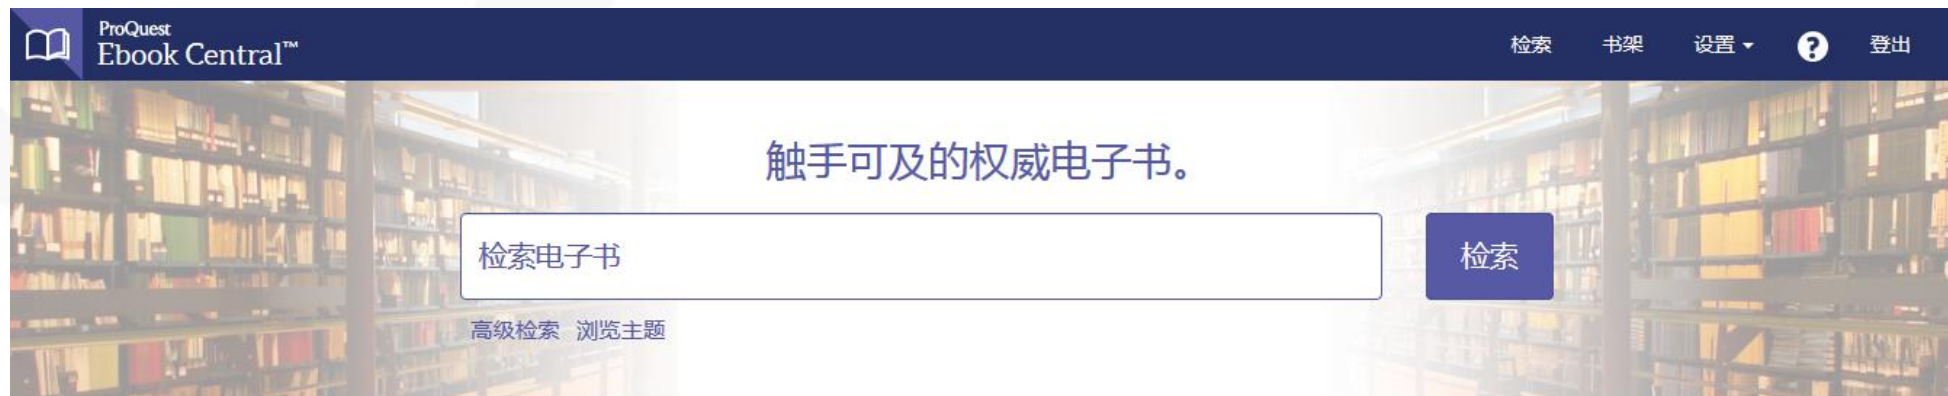 ProQuest
Ebook Central™
检索 书架 设置 ? 登出
触手可及的权威电子书。
检索电子书 检索
高级检索 浏览主题